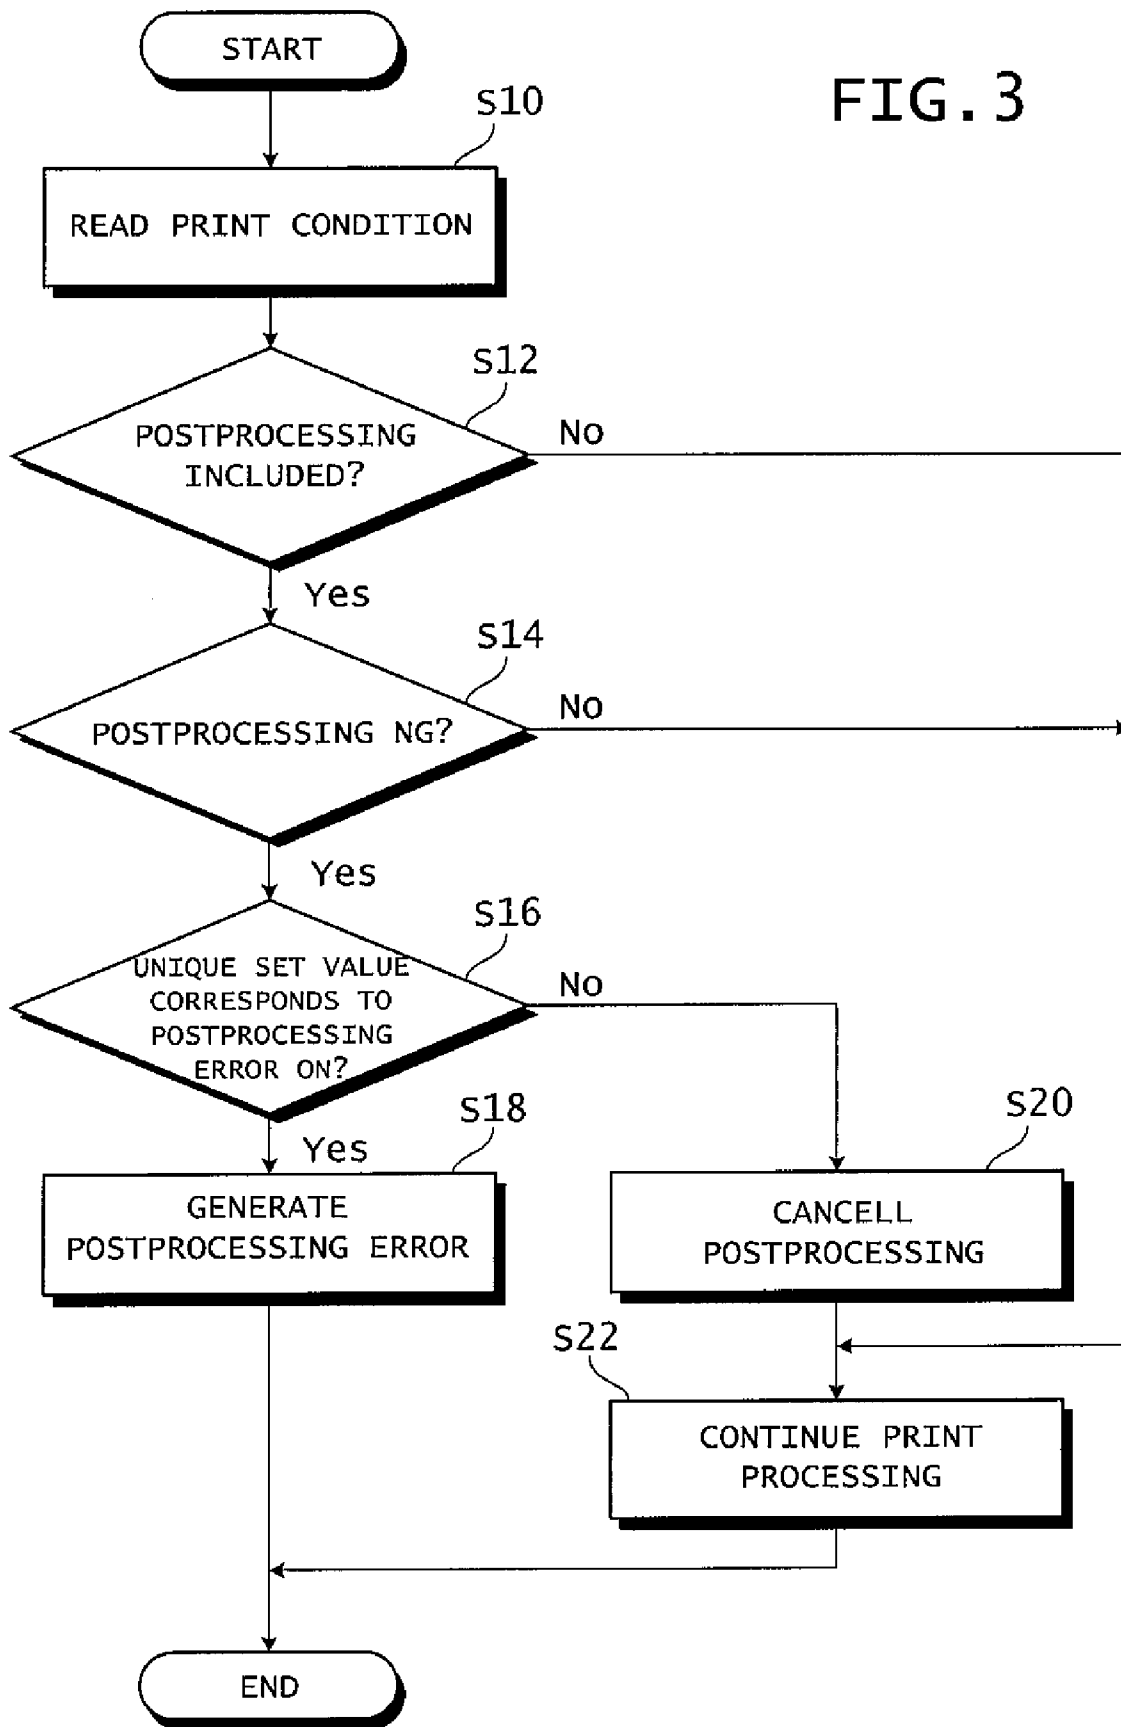 START
FIG.3
S10
READ PRINT CONDITION
S12
POSTPROCESSING
INCLUDED?
No
Yes
S14
POSTPROCESSING NG?
No
Yes
S16
UNIQUE SET VALUE
CORRESPONDS TO
POSTPROCESSING
ERROR ON?
No
Yes
S18
GENERATE
POSTPROCESSING ERROR
S20
CANCELL
POSTPROCESSING
S22
CONTINUE PRINT
PROCESSING
END